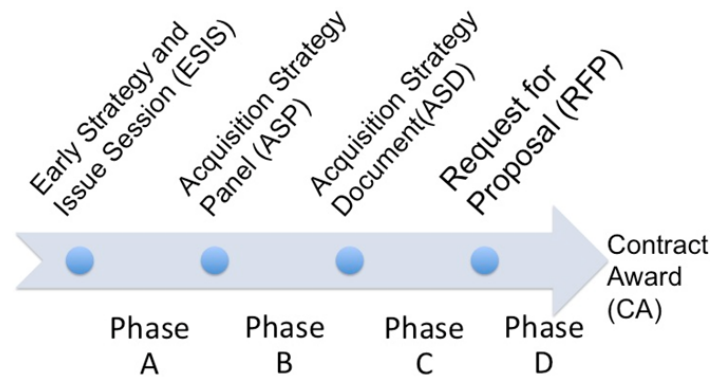 Early Strategy and
Issue Session (ESIS)
Acquisition Strategy
Panel (ASP)
Acquisition Strategy
Document(ASD)
Request for
Proposal (RFP)
Contract
Award
(CA)
Phase
A
Phase
B
Phase
C
Phase
D